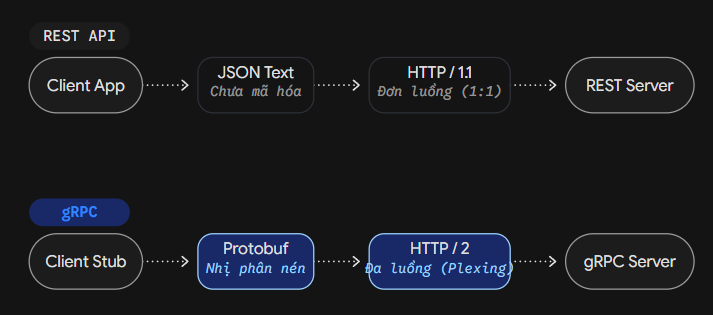 REST API
Client App
JSON Text
Chưa mã hóa
HTTP / 1.1
Đơn luồng (1:1)
REST Server
gRPC
Client Stub
Protobuf
Nhị phân nén
HTTP / 2
Đa luồng (Plexing)
gRPC Server